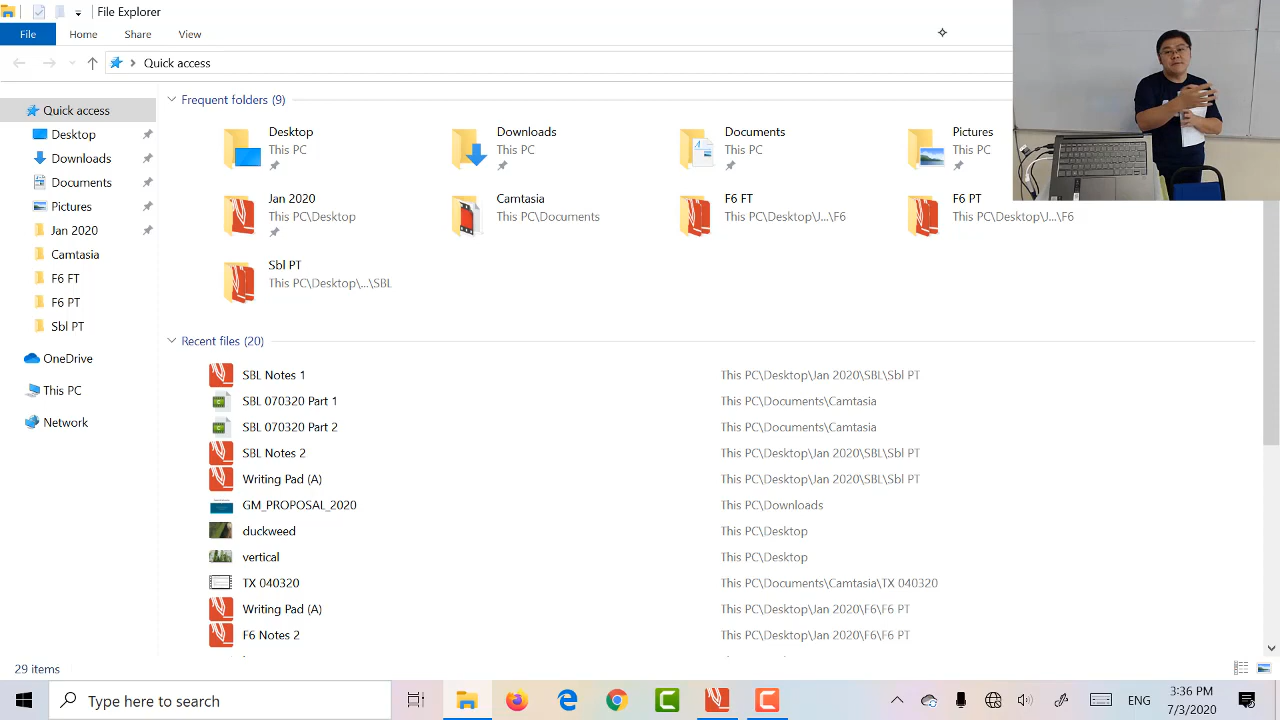 File Explorer
File Home Share View
Quick access
Quick access
Desktop
Downloads
Documents
Pictures
Jan 2020
Camtasia
F6 FT
F6 PT
Sbl PT
OneDrive
This PC
Network
Frequent folders (9)
Desktop
This PC
Downloads
This PC
Documents
This PC
Pictures
This PC
Jan 2020
This PC\Desktop
Camtasia
This PC\Documents
F6 FT
This PC\Desktop\J...\F6
F6 PT
This PC\Desktop\J...\F6
Sbl PT
This PC\Desktop\...\SBL
Recent files (20)
SBL Notes 1 This PC\Desktop\Jan 2020\SBL\Sbl PT
SBL 070320 Part 1 This PC\Documents\Camtasia
SBL 070320 Part 2 This PC\Documents\Camtasia
SBL Notes 2 This PC\Desktop\Jan 2020\SBL\Sbl PT
Writing Pad (A) This PC\Desktop\Jan 2020\SBL\Sbl PT
GM_PROPOSAL_2020 This PC\Downloads
duckweed This PC\Desktop
vertical This PC\Desktop
TX 040320 This PC\Documents\Camtasia\TX 040320
Writing Pad (A) This PC\Desktop\Jan 2020\F6\F6 PT
F6 Notes 2 This PC\Desktop\Jan 2020\F6\F6 PT
29 items
Type here to search
ENG
3:36 PM
7/3/2020